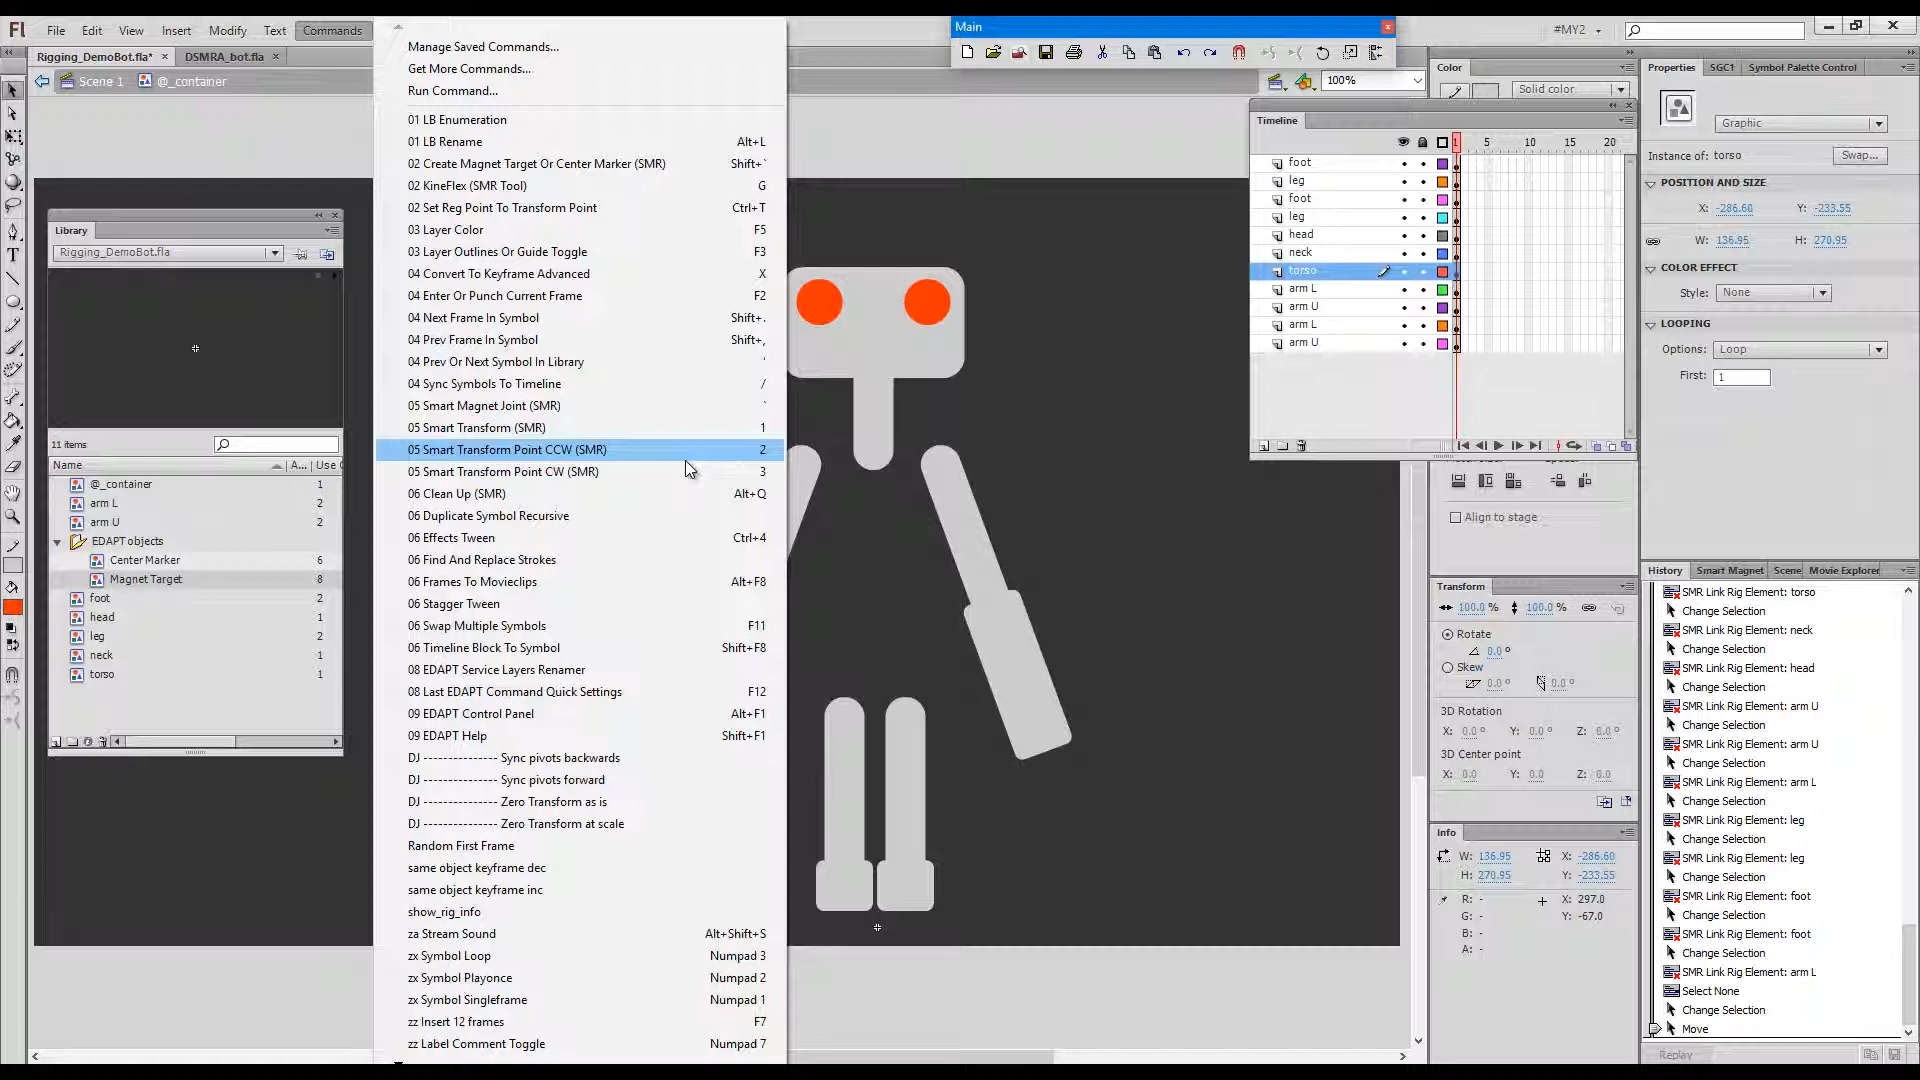 Fl
File Edit View Insert Modify Text Commands
#MY2
Rigging_DemoBot.fla* × DSMRA_bot.fla ×
Scene 1 @_container
Main
100%
Manage Saved Commands...
Get More Commands...
Run Command...
01 LB Enumeration
01 LB Rename Alt+L
02 Create Magnet Target Or Center Marker (SMR) Shift+`
02 KineFlex (SMR Tool) G
02 Set Reg Point To Transform Point Ctrl+T
03 Layer Color F5
03 Layer Outlines Or Guide Toggle F3
04 Convert To Keyframe Advanced X
04 Enter Or Punch Current Frame F2
04 Next Frame In Symbol Shift+.
04 Prev Frame In Symbol Shift+,
04 Prev Or Next Symbol In Library '
04 Sync Symbols To Timeline /
05 Smart Magnet Joint (SMR) `
05 Smart Transform (SMR) 1
05 Smart Transform Point CCW (SMR) 2
05 Smart Transform Point CW (SMR) 3
06 Clean Up (SMR) Alt+Q
06 Duplicate Symbol Recursive
06 Effects Tween Ctrl+4
06 Find And Replace Strokes
06 Frames To Movieclips Alt+F8
06 Stagger Tween
06 Swap Multiple Symbols F11
06 Timeline Block To Symbol Shift+F8
08 EDAPT Service Layers Renamer
08 Last EDAPT Command Quick Settings F12
09 EDAPT Control Panel Alt+F1
09 EDAPT Help Shift+F1
DJ --------------- Sync pivots backwards
DJ --------------- Sync pivots forward
DJ --------------- Zero Transform as is
DJ --------------- Zero Transform at scale
Random First Frame
same object keyframe dec
same object keyframe inc
show_rig_info
za Stream Sound Alt+Shift+S
zx Symbol Loop Numpad 3
zx Symbol Playonce Numpad 2
zx Symbol Singleframe Numpad 1
zz Insert 12 frames F7
zz Label Comment Toggle Numpad 7
Library
Rigging_DemoBot.fla
11 items
Name A... Use C
@_container 1
arm L 2
arm U 2
EDAPT objects
Center Marker 6
Magnet Target 8
foot 2
head 1
leg 2
neck 1
torso 1
Timeline
1 5 10 15 20
foot
leg
foot
leg
head
neck
torso
arm L
arm U
arm L
arm U
Color
Solid color
Align to stage
Transform
100.0 % 100.0 %
Rotate
0.0 °
Skew
0.0 ° 0.0 °
3D Rotation
X: 0.0 ° Y: 0.0 ° Z: 0.0 °
3D Center point
X: 0.0 Y: 0.0 Z: 0.0
Info
W: 136.95 X: -286.60
H: 270.95 Y: -233.55
R: - X: 297.0
G: - Y: -67.0
B: -
A: -
Properties SGC1 Symbol Palette Control
Graphic
Instance of: torso Swap...
POSITION AND SIZE
X: -286.60 Y: -233.55
W: 136.95 H: 270.95
COLOR EFFECT
Style: None
LOOPING
Options: Loop
First: 1
History Smart Magnet Scene Movie Explorer
SMR Link Rig Element: torso
Change Selection
SMR Link Rig Element: neck
Change Selection
SMR Link Rig Element: head
Change Selection
SMR Link Rig Element: arm U
Change Selection
SMR Link Rig Element: arm U
Change Selection
SMR Link Rig Element: arm L
Change Selection
SMR Link Rig Element: leg
Change Selection
SMR Link Rig Element: leg
Change Selection
SMR Link Rig Element: foot
Change Selection
SMR Link Rig Element: foot
Change Selection
SMR Link Rig Element: arm L
Select None
Change Selection
Move
Replay